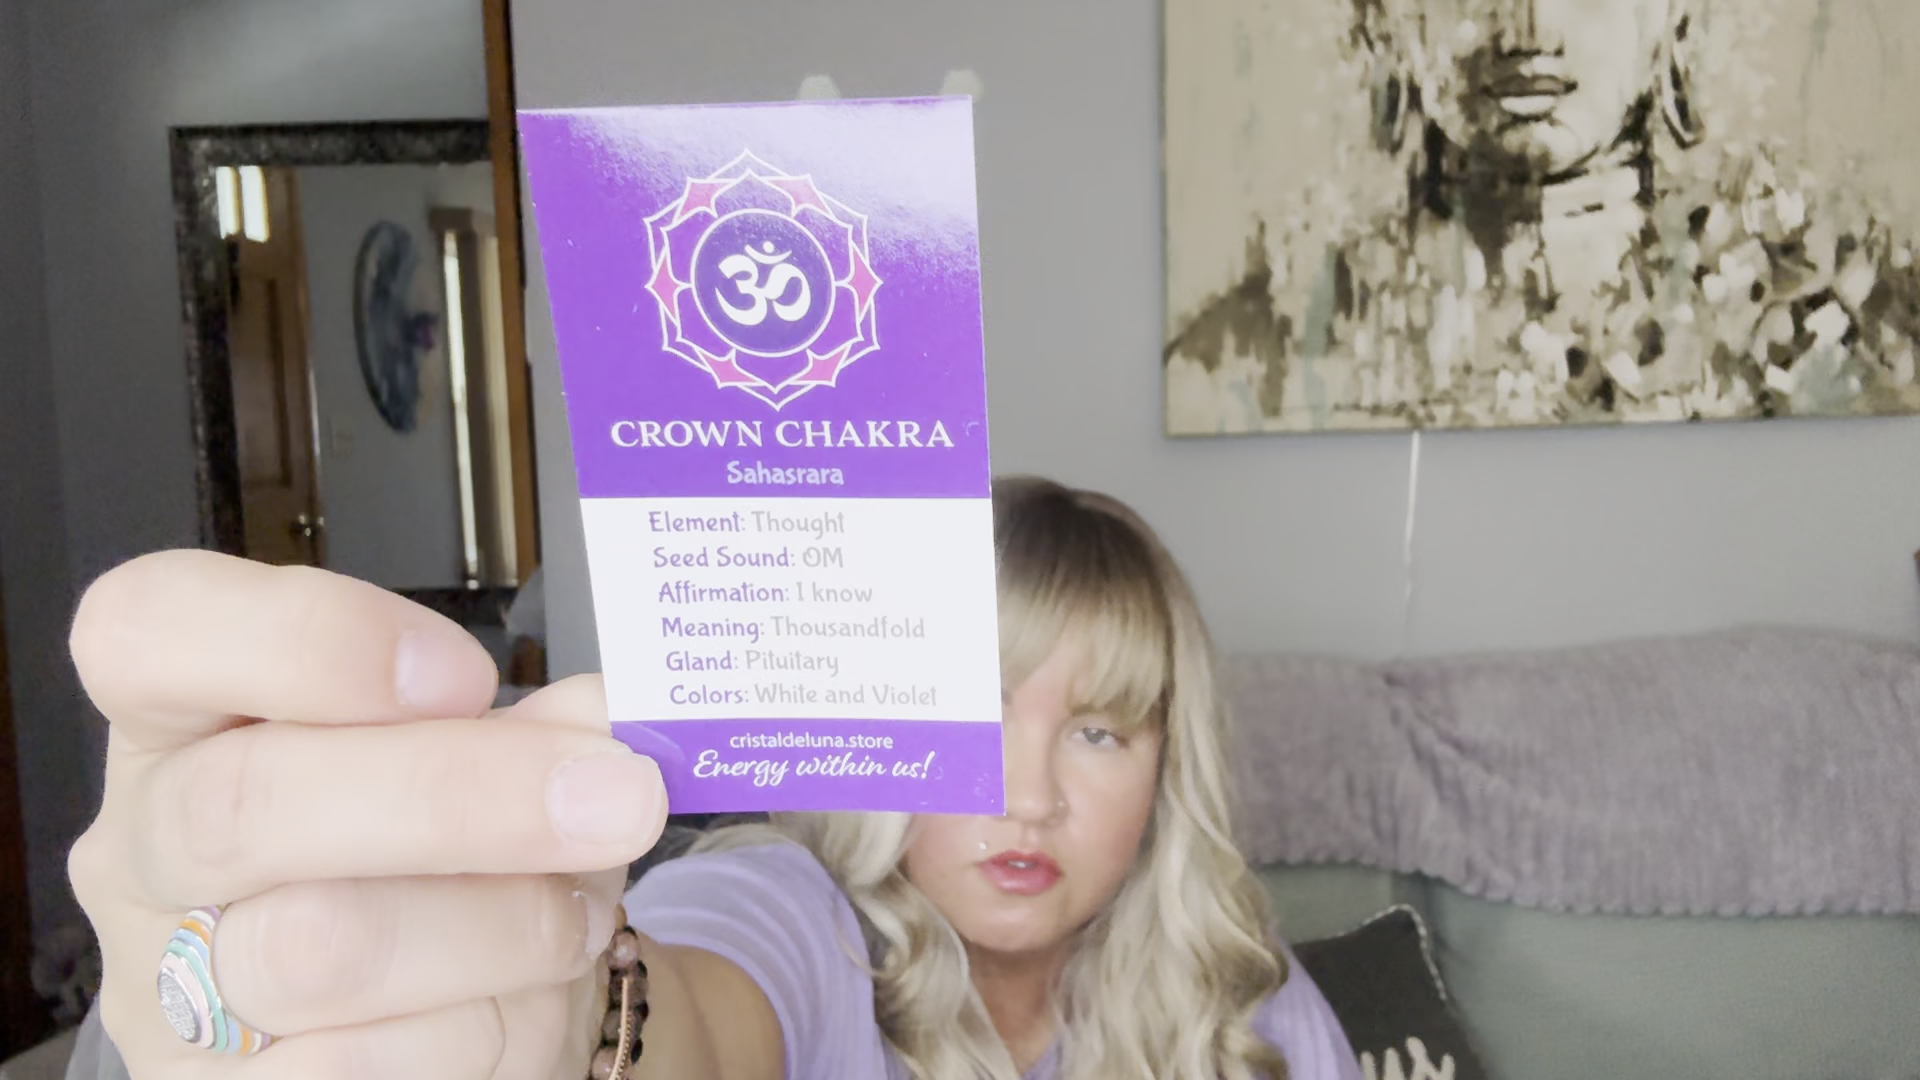 ॐ
CROWN CHAKRA
Sahasrara
Element: Thought
Seed Sound: OM
Affirmation: I know
Meaning: Thousandfold
Gland: Pituitary
Colors: White and Violet
cristaldeluna.store
Energy within us!